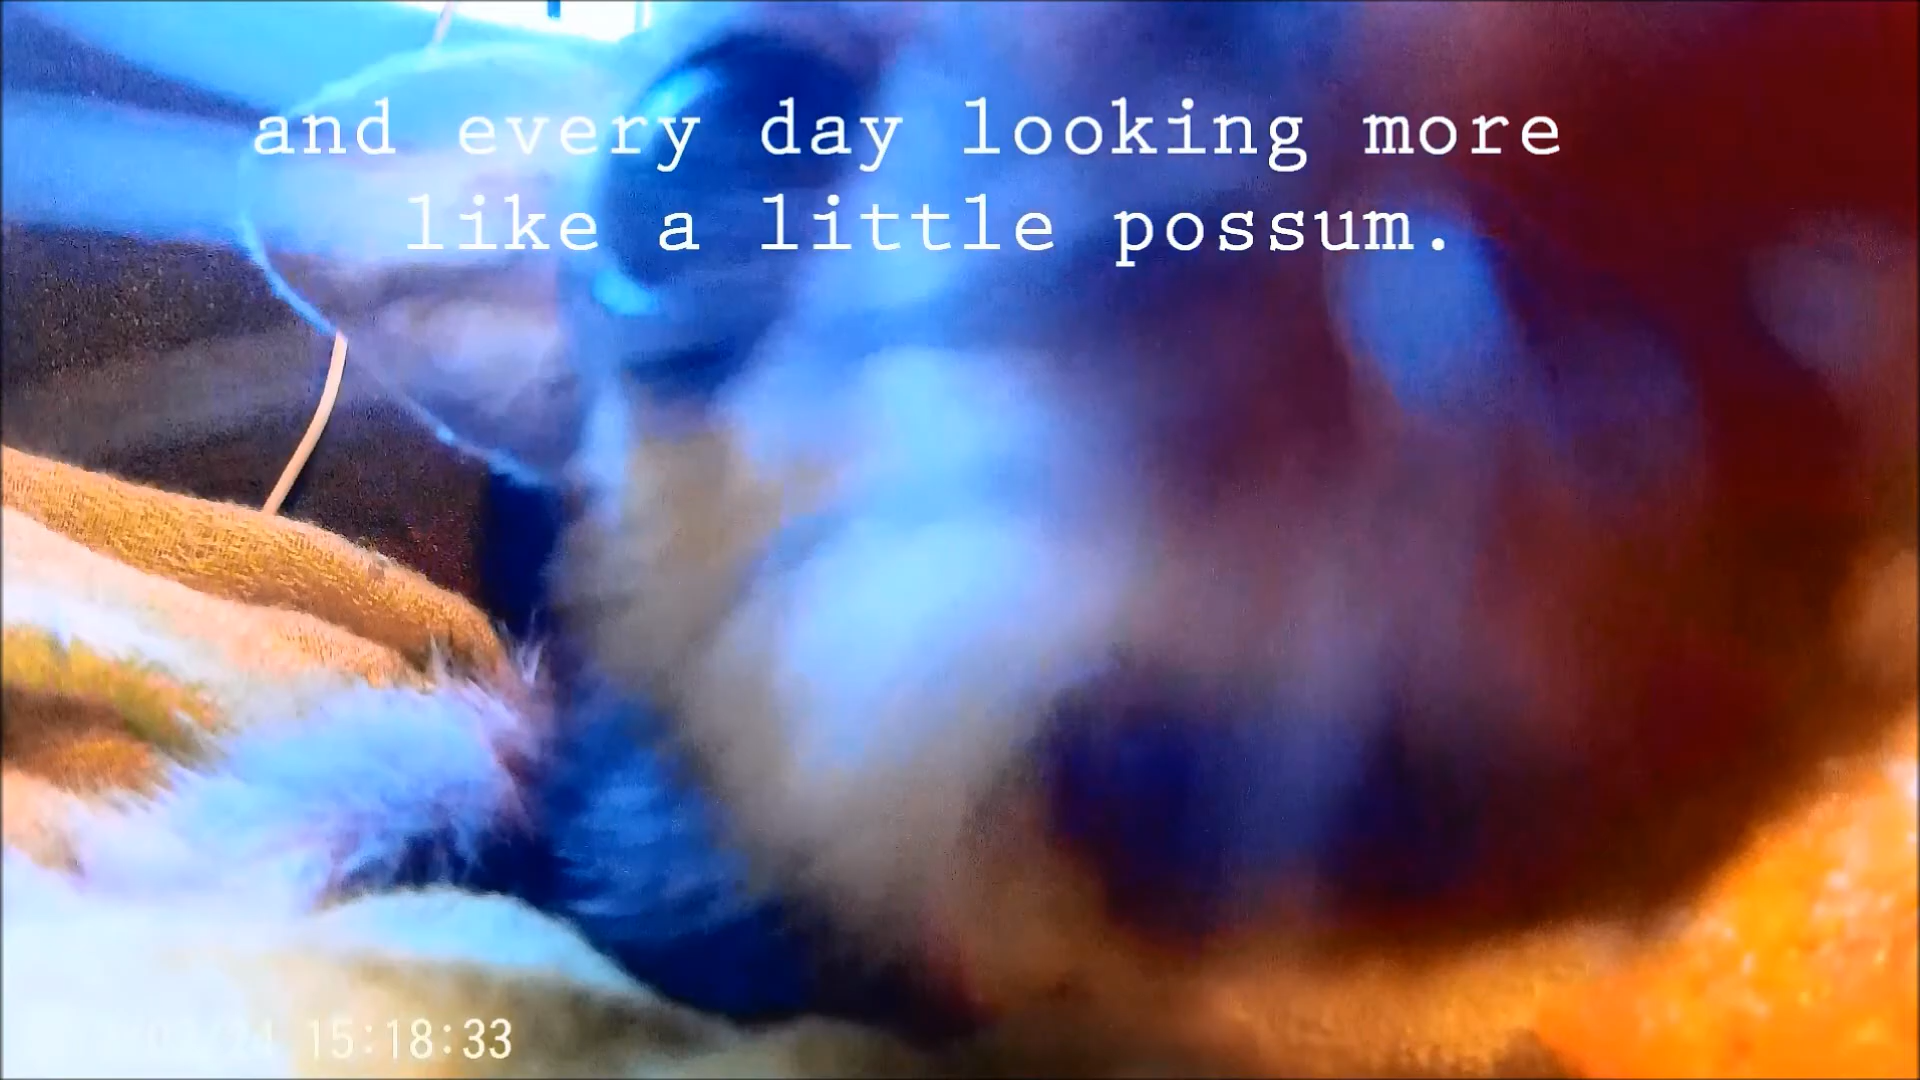 and every day looking more
like a little possum.
15:18:33